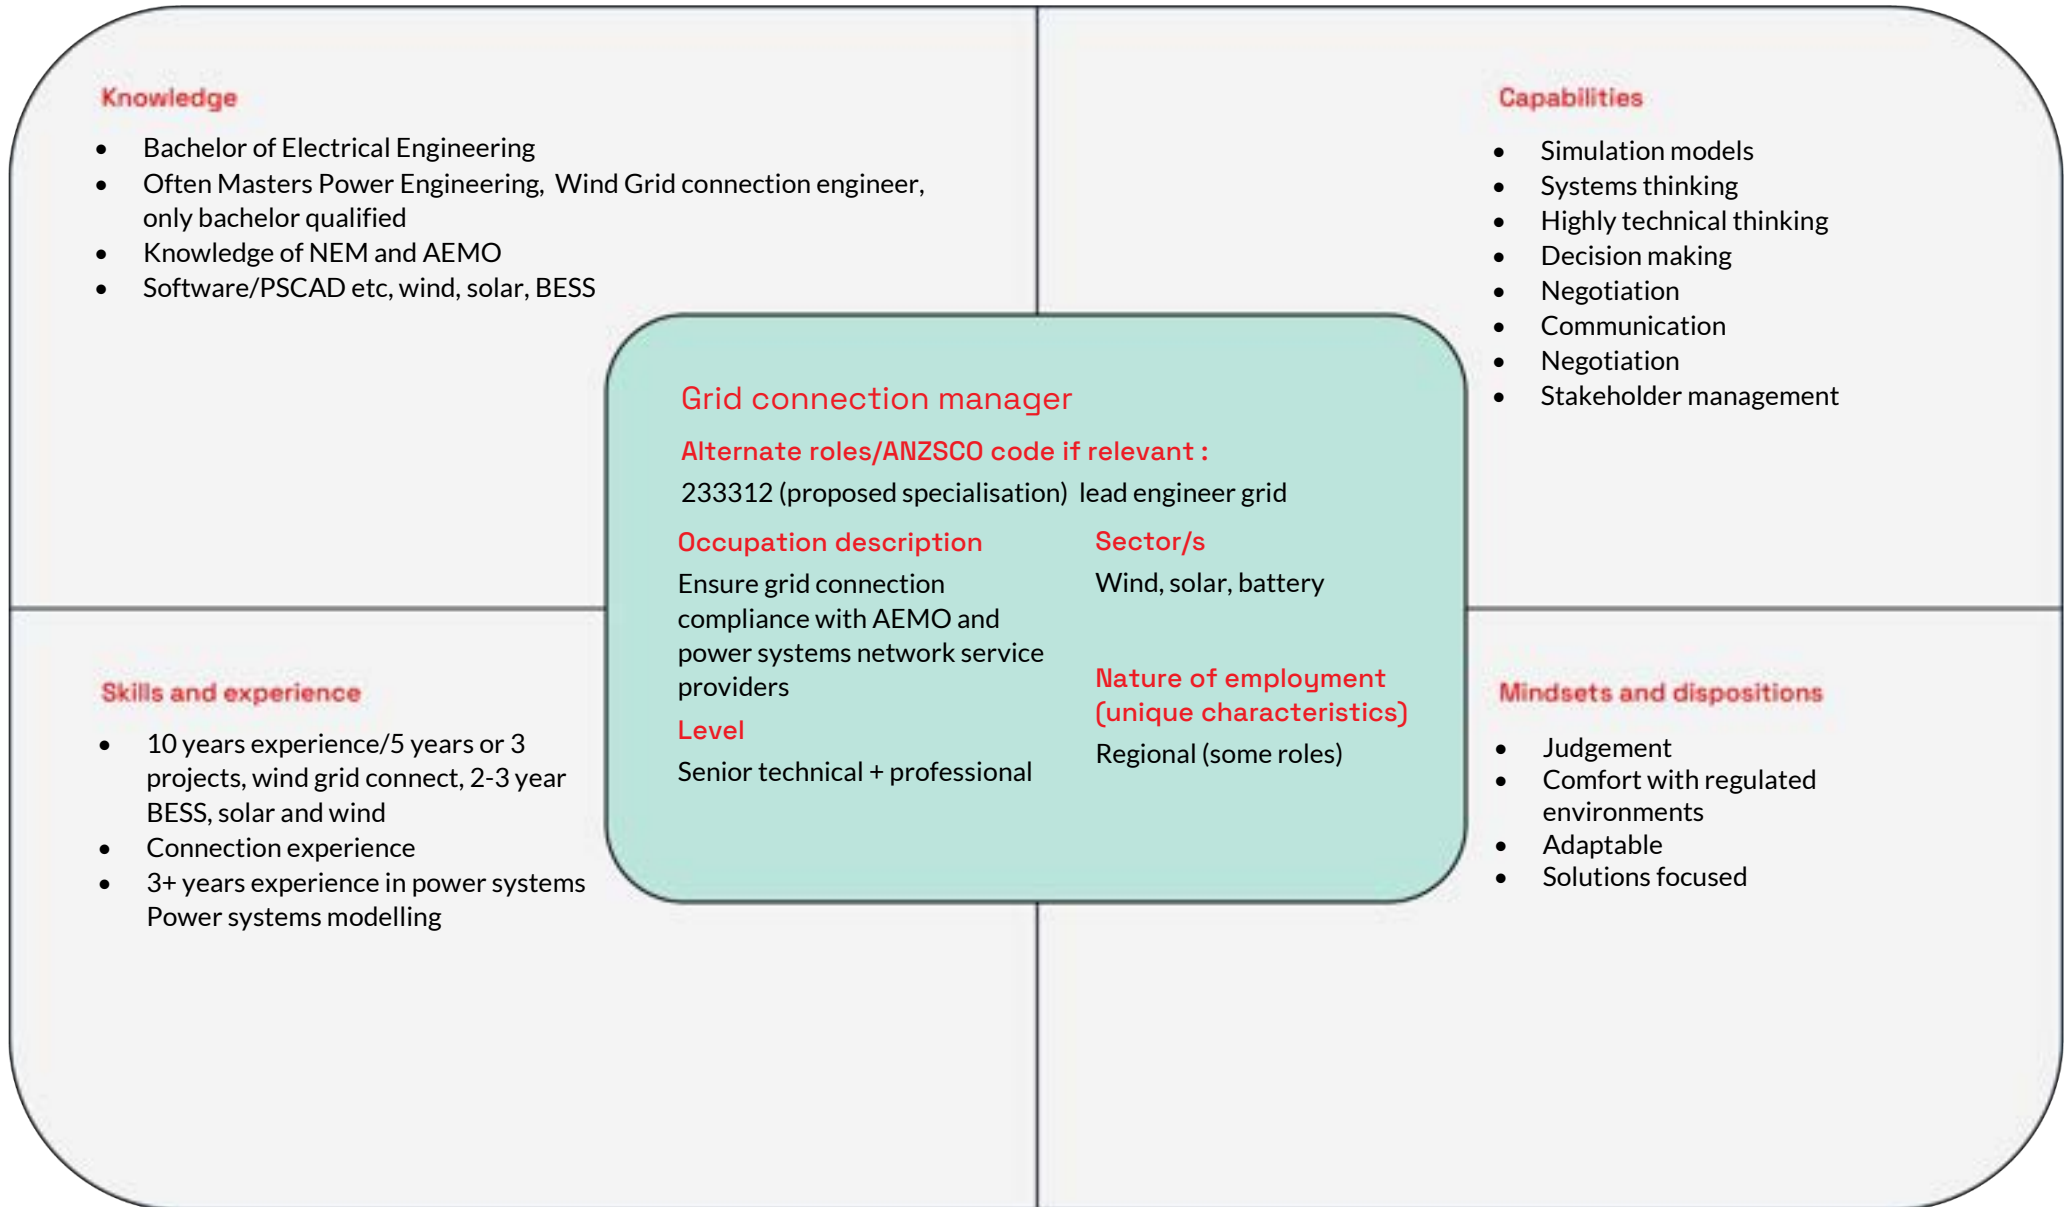 Knowledge
• Bachelor of Electrical Engineering
• Often Masters Power Engineering, Wind Grid connection engineer,
only bachelor qualified
• Knowledge of NEM and AEMO
• Software/PSCAD etc, wind, solar, BESS
Capabilities
• Simulation models
• Systems thinking
• Highly technical thinking
• Decision making
• Negotiation
• Communication
• Negotiation
• Stakeholder management
Grid connection manager
Alternate roles/ANZSCO code if relevant :
233312 (proposed specialisation) lead engineer grid
Occupation description
Ensure grid connection
compliance with AEMO and
power systems network service
providers
Level
Senior technical + professional
Sector/s
Wind, solar, battery
Nature of employment
(unique characteristics)
Regional (some roles)
Skills and experience
• 10 years experience/5 years or 3
projects, wind grid connect, 2-3 year
BESS, solar and wind
• Connection experience
• 3+ years experience in power systems
Power systems modelling
Mindsets and dispositions
• Judgement
• Comfort with regulated
environments
• Adaptable
• Solutions focused